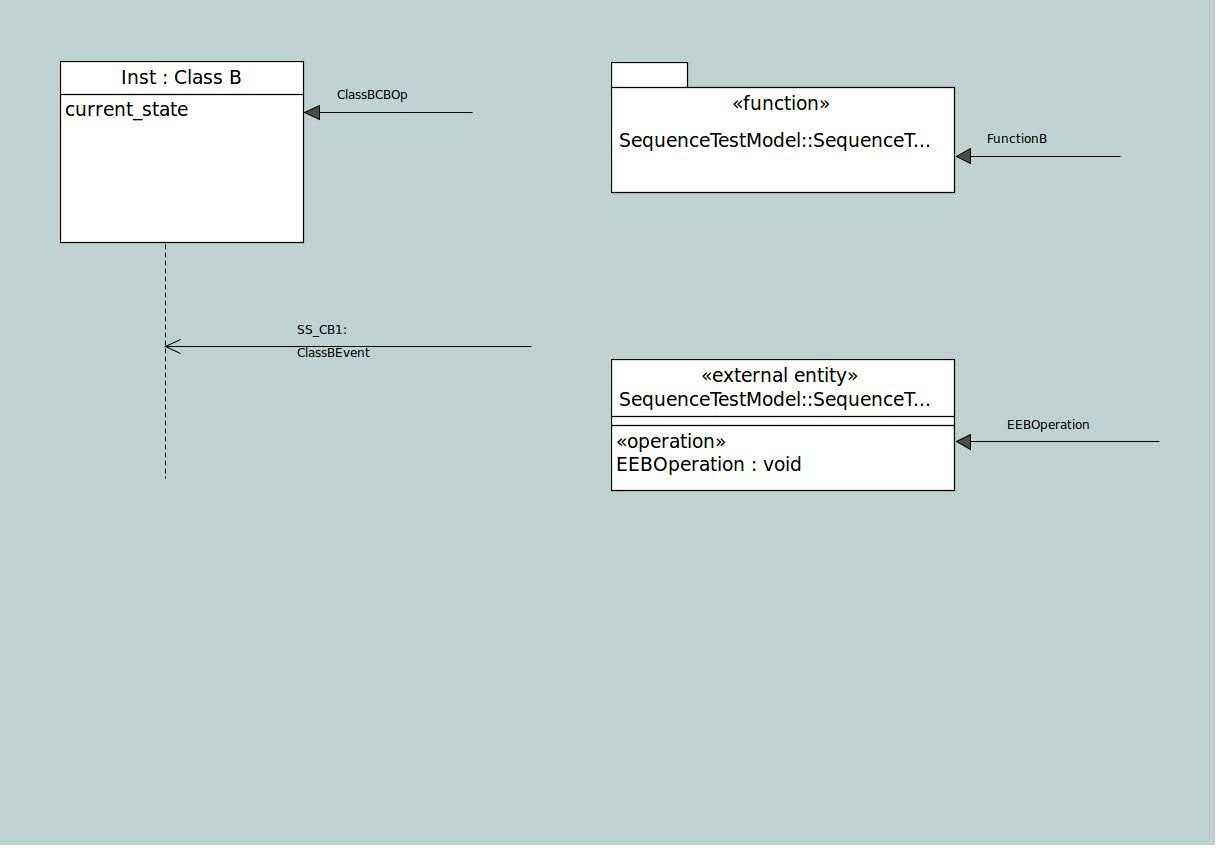 Inst : Class B
current_state
ClassBCBOp
SS_CB1:
ClassBEvent
«function»
SequenceTestModel::SequenceT...
FunctionB
«external entity»
SequenceTestModel::SequenceT...
«operation»
EEBOperation : void
EEBOperation